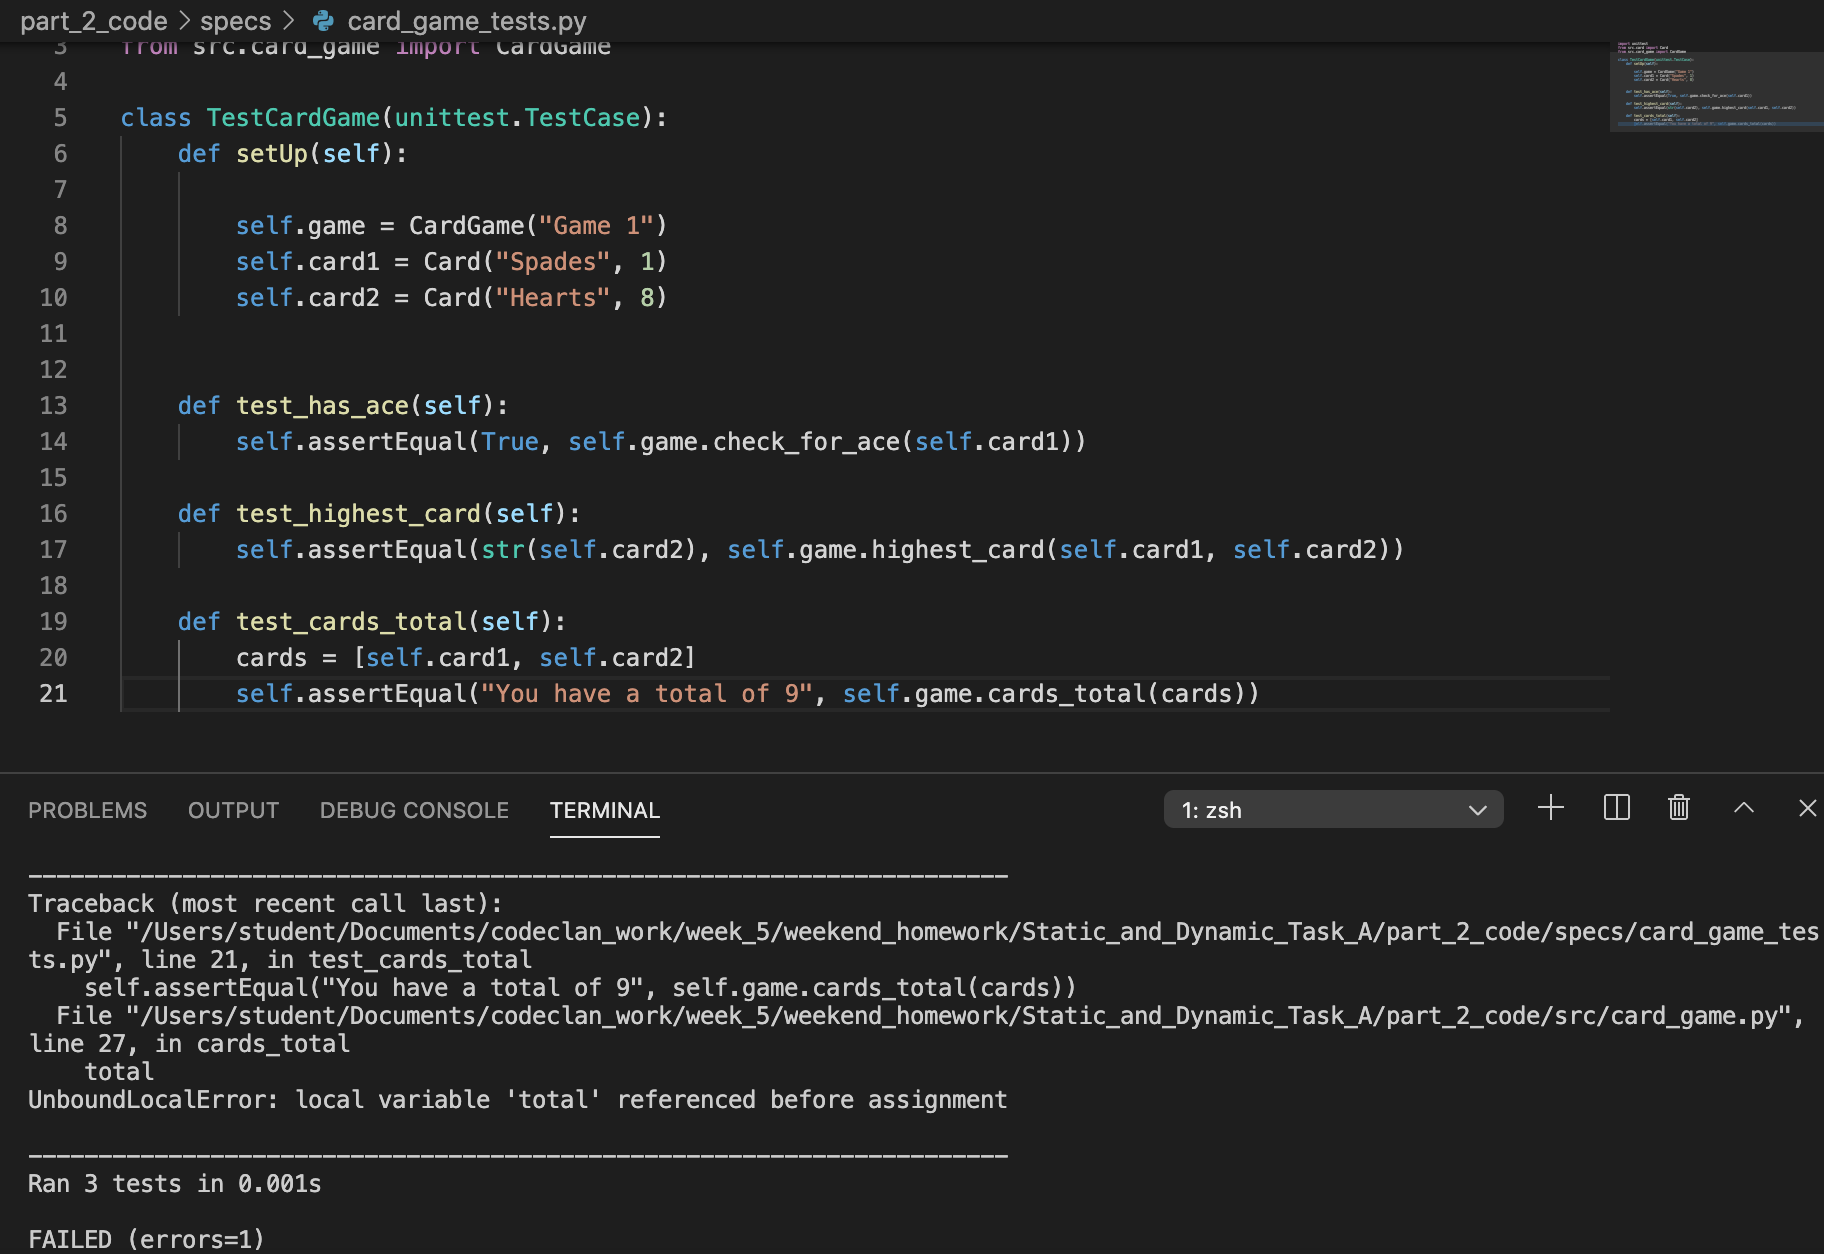 part_2_code > specs > card_game_tests.py
3 from src.card_game import CardGame
4
5 class TestCardGame(unittest.TestCase):
6     def setUp(self):
7
8         self.game = CardGame("Game 1")
9         self.card1 = Card("Spades", 1)
10         self.card2 = Card("Hearts", 8)
11
12
13     def test_has_ace(self):
14         self.assertEqual(True, self.game.check_for_ace(self.card1))
15
16     def test_highest_card(self):
17         self.assertEqual(str(self.card2), self.game.highest_card(self.card1, self.card2))
18
19     def test_cards_total(self):
20         cards = [self.card1, self.card2]
21         self.assertEqual("You have a total of 9", self.game.cards_total(cards))
PROBLEMS OUTPUT DEBUG CONSOLE TERMINAL 1: zsh
----------------------------------------------------------------------
Traceback (most recent call last):
  File "/Users/student/Documents/codeclan_work/week_5/weekend_homework/Static_and_Dynamic_Task_A/part_2_code/specs/card_game_tes
ts.py", line 21, in test_cards_total
    self.assertEqual("You have a total of 9", self.game.cards_total(cards))
  File "/Users/student/Documents/codeclan_work/week_5/weekend_homework/Static_and_Dynamic_Task_A/part_2_code/src/card_game.py",
line 27, in cards_total
    total
UnboundLocalError: local variable 'total' referenced before assignment
----------------------------------------------------------------------
Ran 3 tests in 0.001s
FAILED (errors=1)